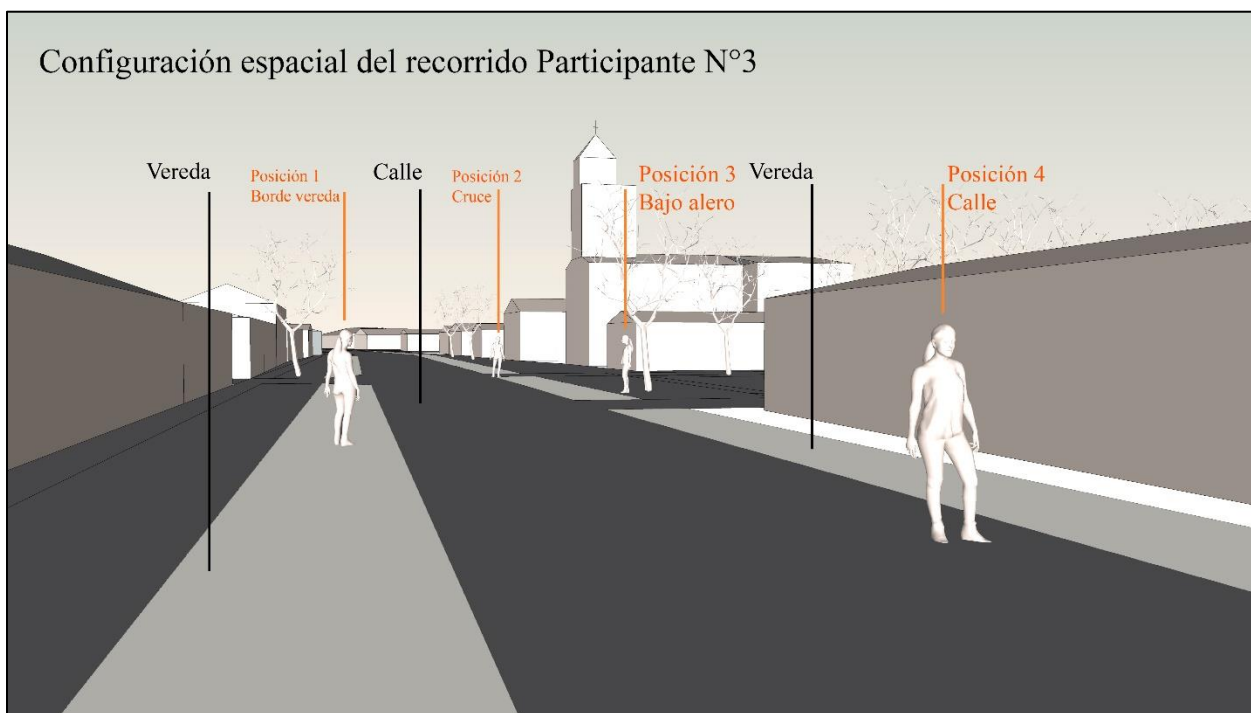 Configuración espacial del recorrido Participante N°3
Vereda
Posición 1
Borde vereda
Calle
Posición 2
Cruce
Posición 3
Bajo alero
Vereda
Posición 4
Calle